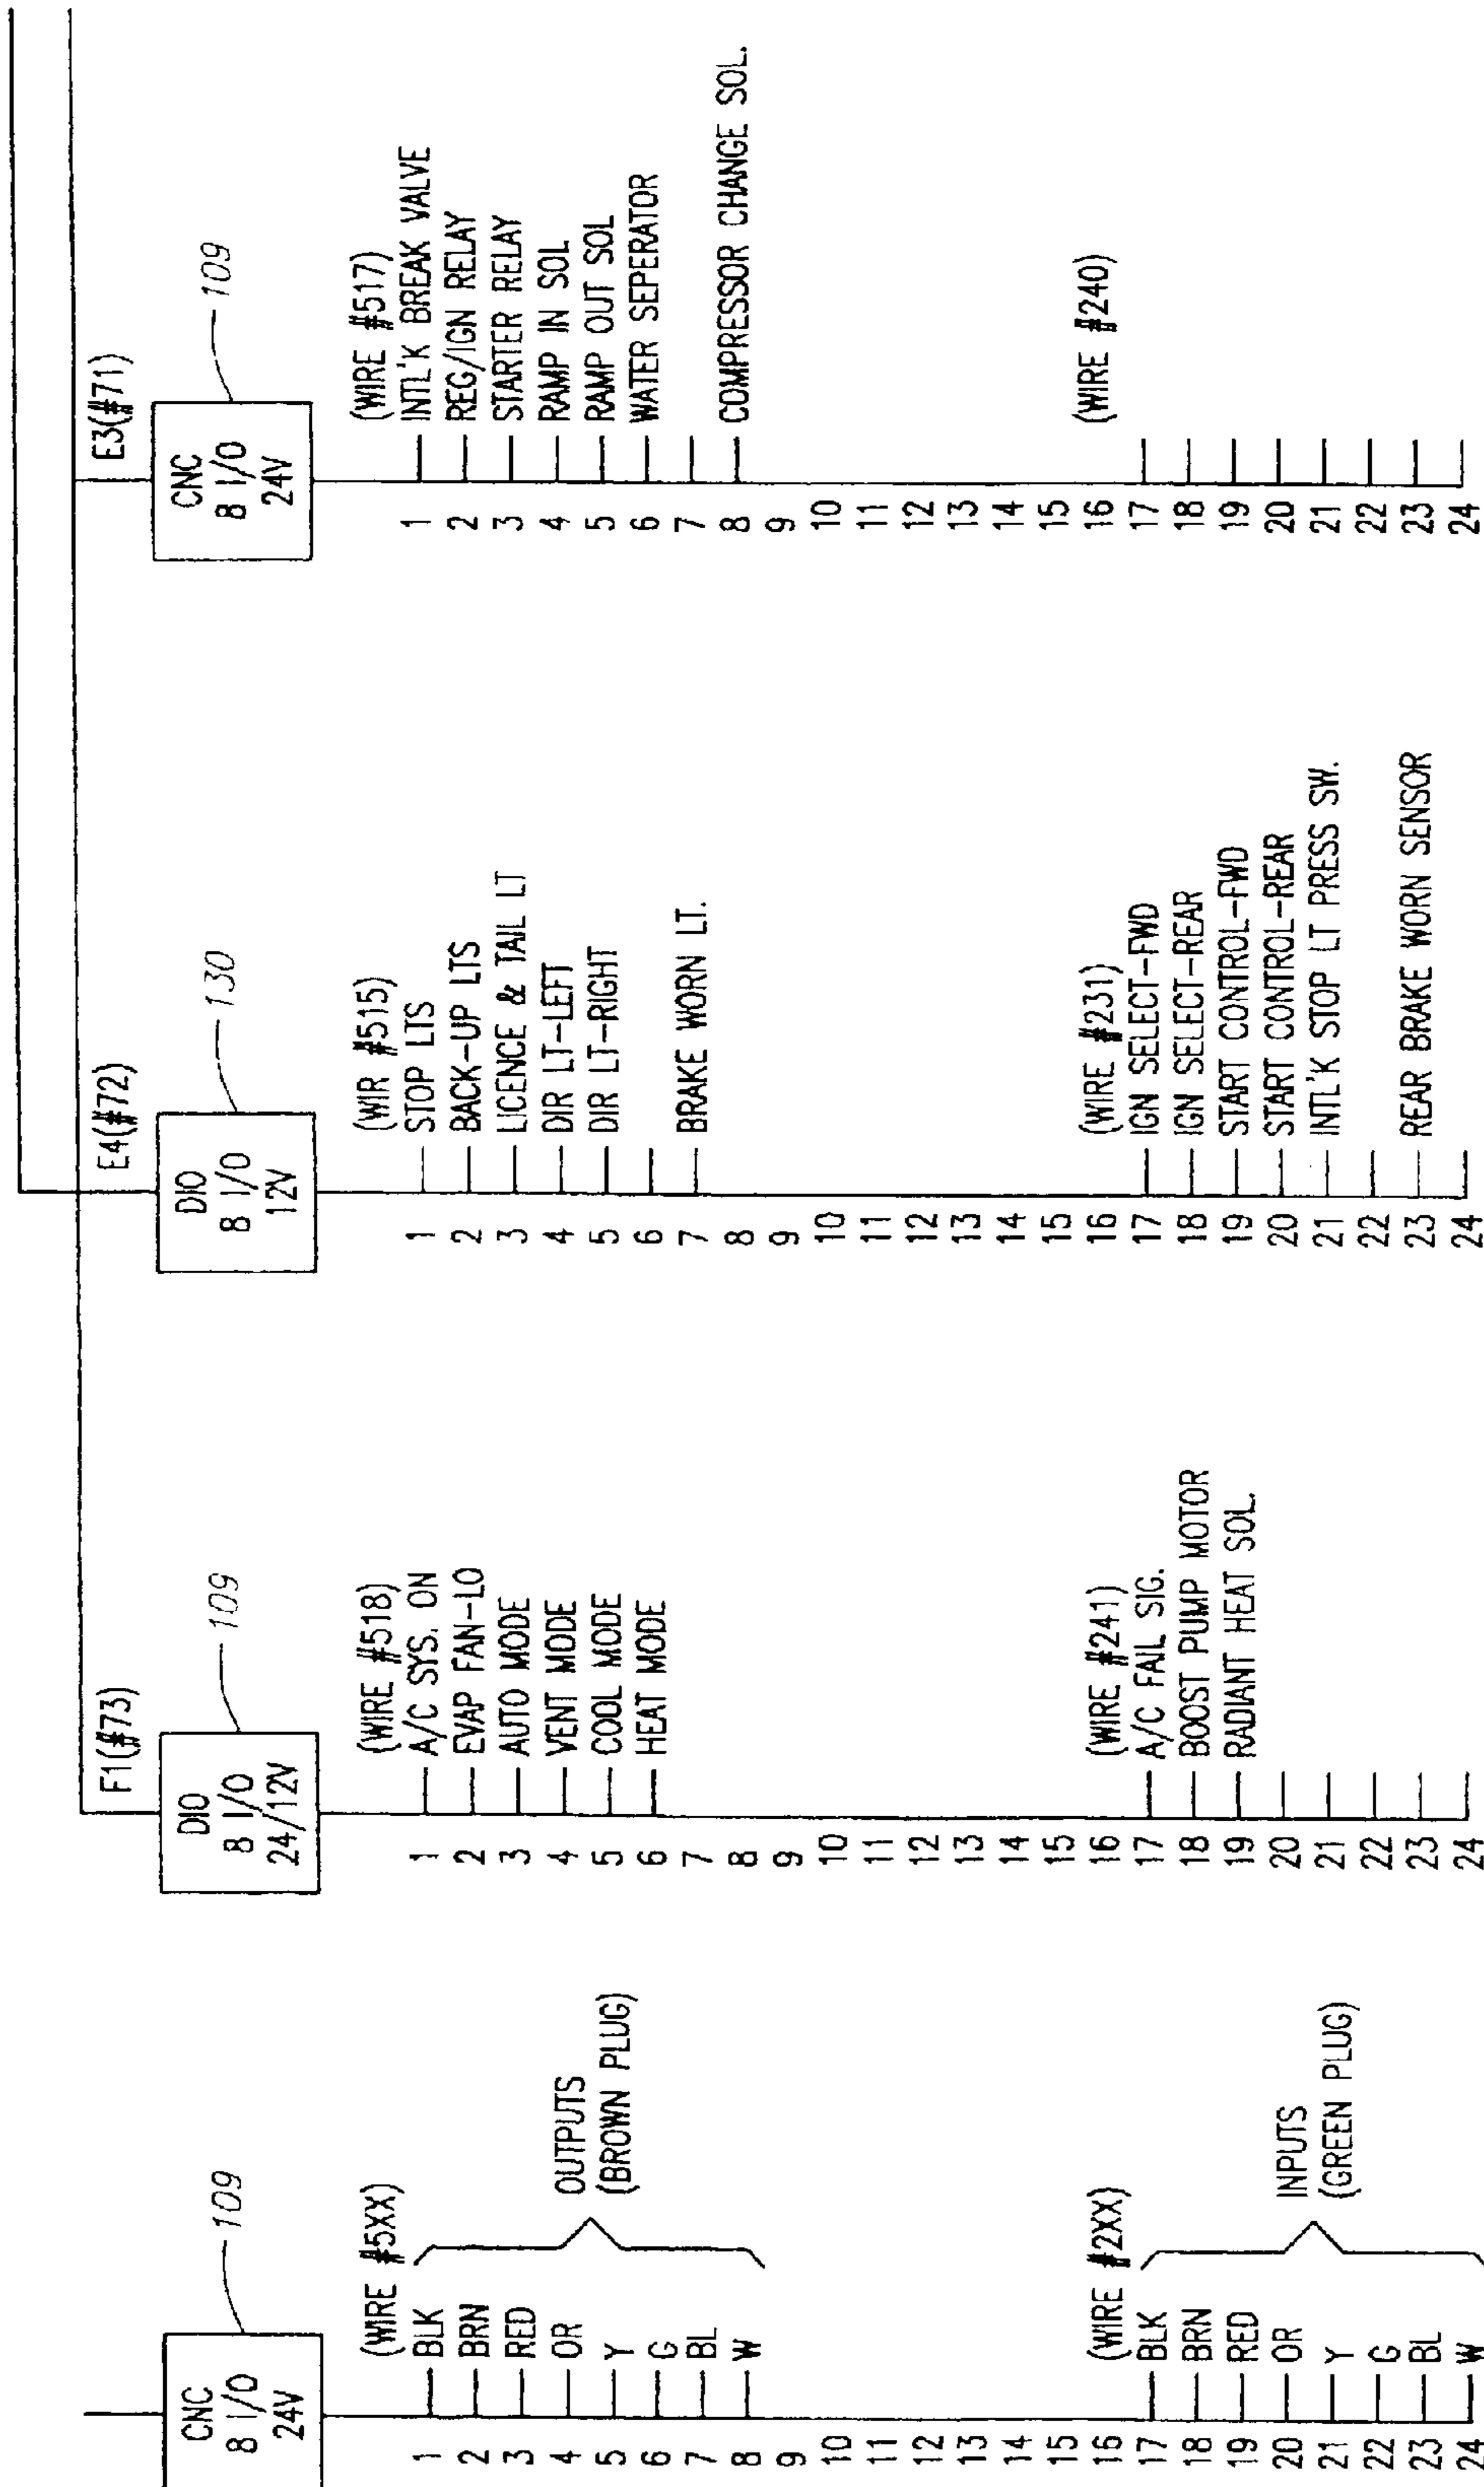 CNC
8 I/O
24V
109
(WIRE #5XX)
1 BLK
2 BRN
3 RED
4 OR
5 Y
6 G
7 BL
8 W
9
10
11
12
13
14
15
16
OUTPUTS
(BROWN PLUG)
(WIRE #2XX)
17 BLK
18 BRN
19 RED
20 OR
21 Y
22 G
23 BL
24 W
INPUTS
(GREEN PLUG)
F1(#73)
DIO
8 I/O
24/12V
109
(WIRE #518)
1 A/C SYS. ON
2 EVAP FAN-LO
3 AUTO MODE
4 VENT MODE
5 COOL MODE
6 HEAT MODE
7
8
9
10
11
12
13
14
15
16
(WIRE #241)
17 A/C FAIL SIG.
18 BOOST PUMP MOTOR
19 RADIANT HEAT SOL.
20
21
22
23
24
E4(#72)
DIO
8 I/O
12V
130
(WIR #515)
1 STOP LTS
2 BACK-UP LTS
3 LICENCE & TAIL LT
4 DIR LT-LEFT
5 DIR LT-RIGHT
6
7 BRAKE WORN LT.
8
9
10
11
12
13
14
15
16
(WIRE #231)
17 IGN SELECT-FWD
18 IGN SELECT-REAR
19 START CONTROL-FWD
20 START CONTROL-REAR
21 INTL'K STOP LT PRESS SW.
22
23 REAR BRAKE WORN SENSOR
24
E3(#71)
CNC
8 I/O
24V
109
(WIRE #517)
1 INTL'K BREAK VALVE
2 REG/IGN RELAY
3 STARTER RELAY
4 RAMP IN SOL
5 RAMP OUT SOL
6 WATER SEPERATOR
7
8 COMPRESSOR CHANGE SOL.
9
10
11
12
13
14
15
16
(WIRE #240)
17
18
19
20
21
22
23
24